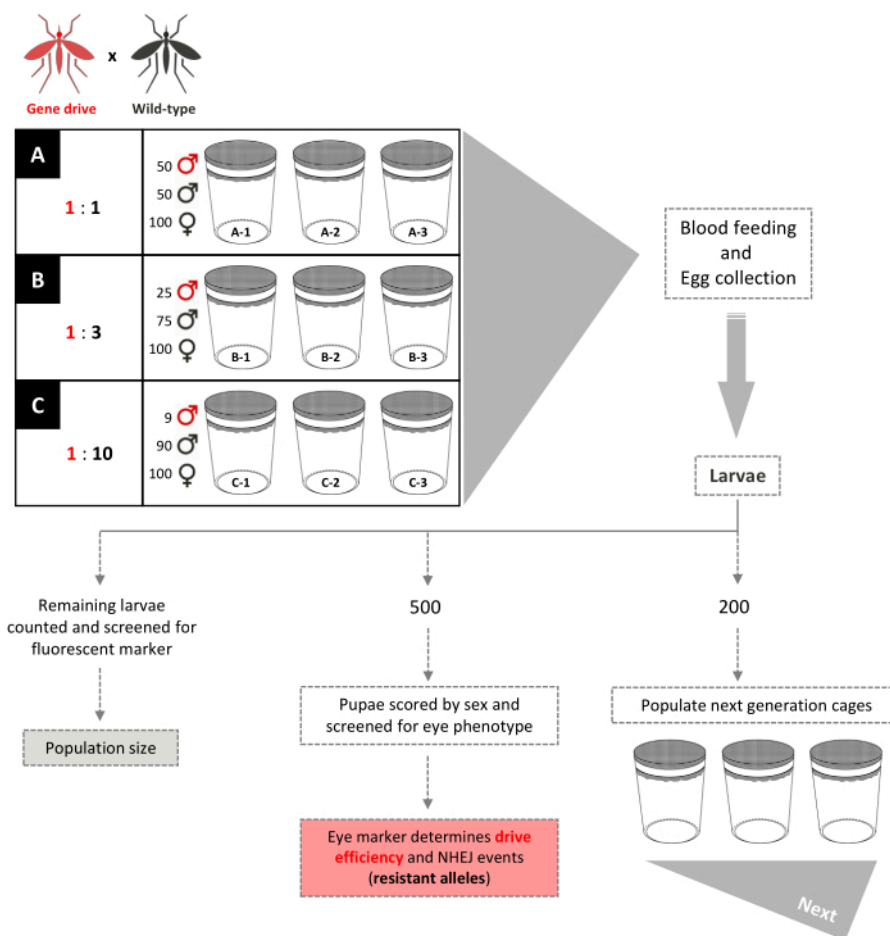 x
Gene drive
Wild-type
A
1 : 1
50 ♂
50 ♂
100 ♀
A-1
A-2
A-3
B
1 : 3
25 ♂
75 ♂
100 ♀
B-1
B-2
B-3
C
1 : 10
9 ♂
90 ♂
100 ♀
C-1
C-2
C-3
Blood feeding
and
Egg collection
Larvae
Remaining larvae
counted and screened for
fluorescent marker
Population size
500
Pupae scored by sex and
screened for eye phenotype
Eye marker determines drive
efficiency and NHEJ events
(resistant alleles)
200
Populate next generation cages
Next